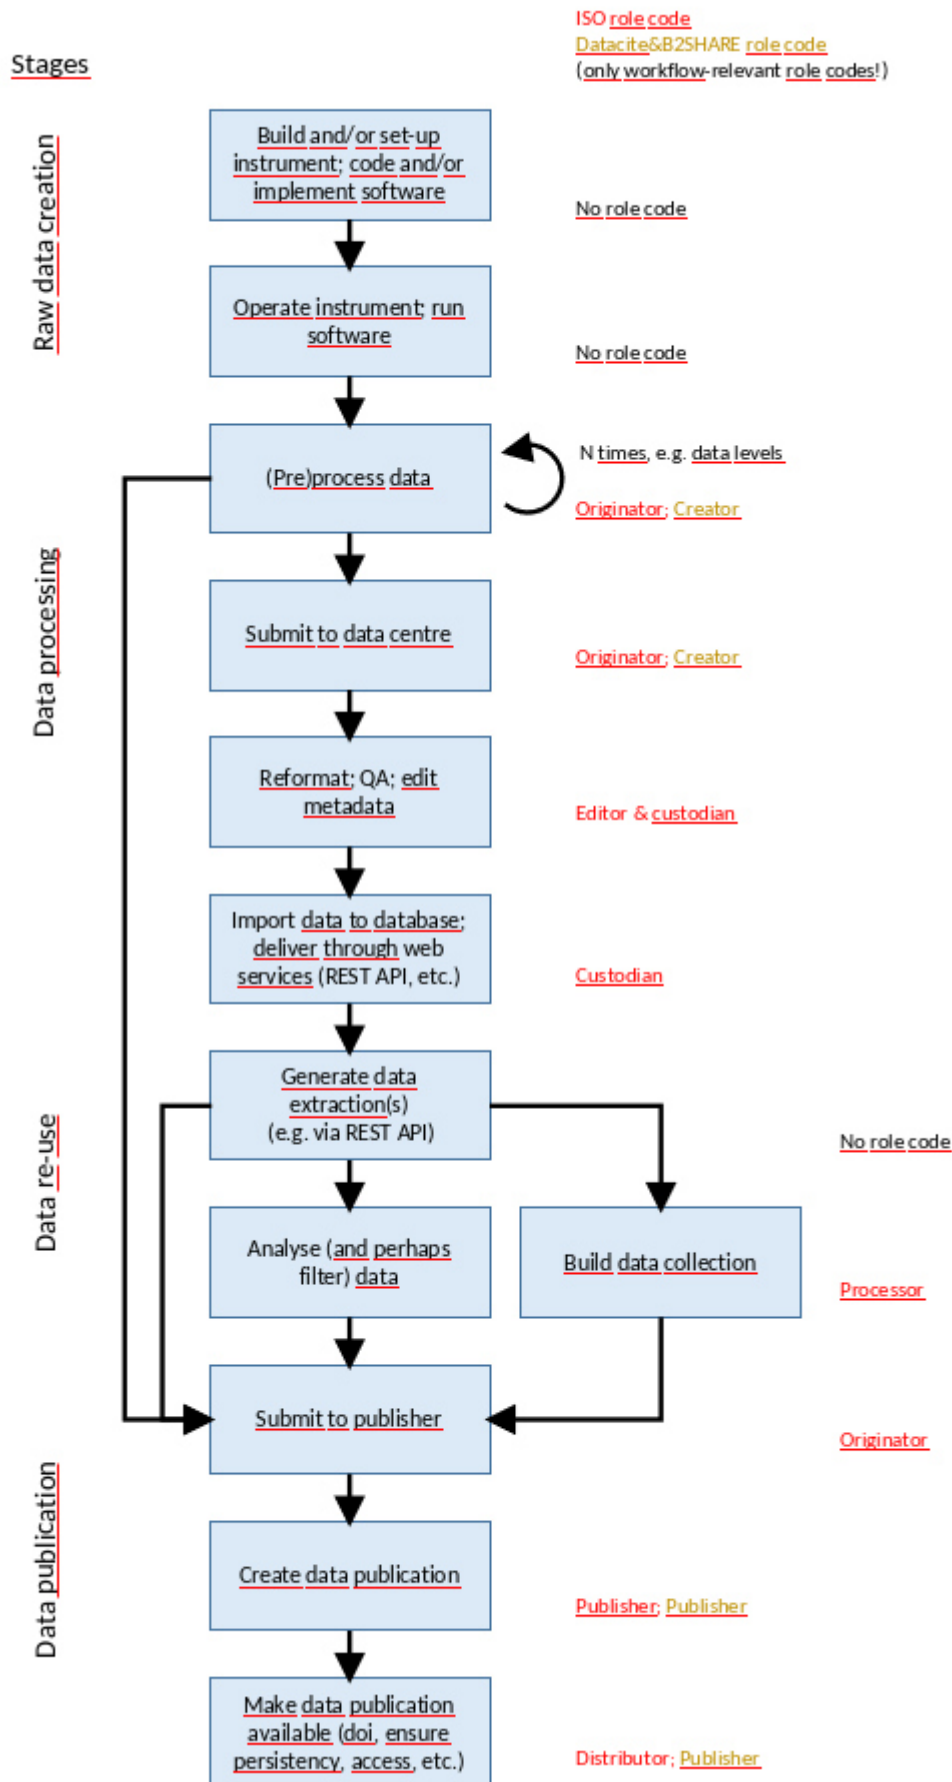 ISO role code
Datacite&B2SHARE role code
(only workflow-relevant role codes!)
Stages
Raw data creation
Build and/or set-up
instrument; code and/or
implement software
No role code
Operate instrument; run
software
No role code
(Pre)process data
N times, e.g. data levels
Originator; Creator
Data processing
Submit to data centre
Originator; Creator
Reformat; QA; edit
metadata
Editor & custodian
Import data to database;
deliver through web
services (REST API, etc.)
Custodian
Data re-use
Generate data
extraction(s)
(e.g. via REST API)
No role code
Analyse (and perhaps
filter) data
Build data collection
Processor
Submit to publisher
Originator
Data publication
Create data publication
Publisher; Publisher
Make data publication
available (doi, ensure
persistency, access, etc.)
Distributor; Publisher